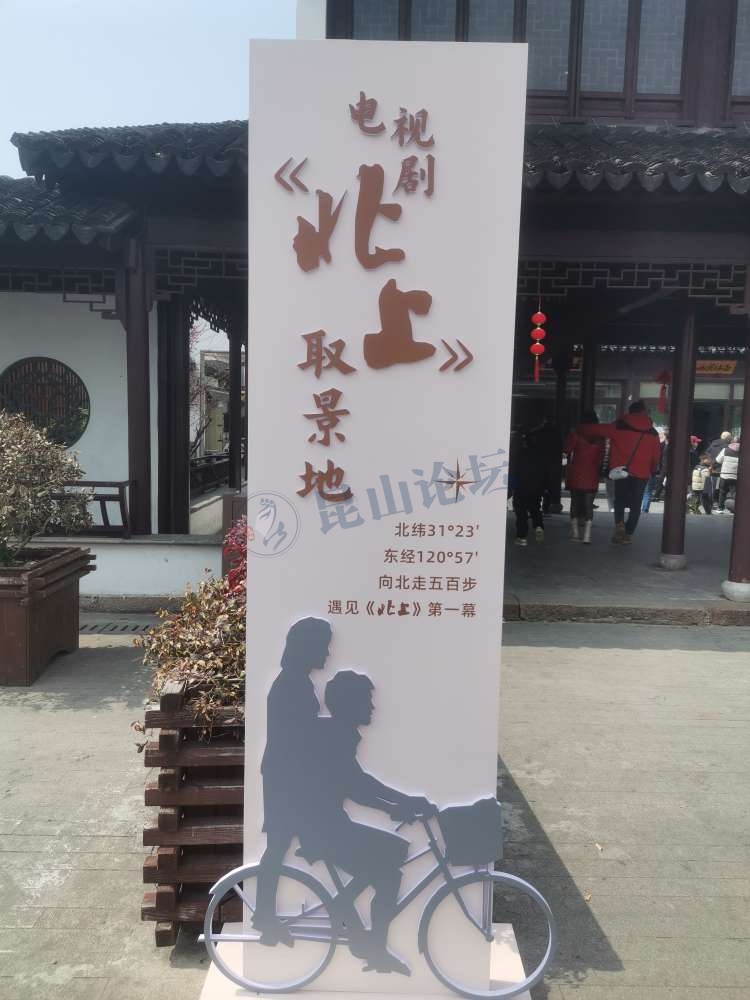 电视剧
《北上》
取景地
昆山论坛
北纬31°23'
东经120°57'
向北走五百步
遇见《北上》第一幕